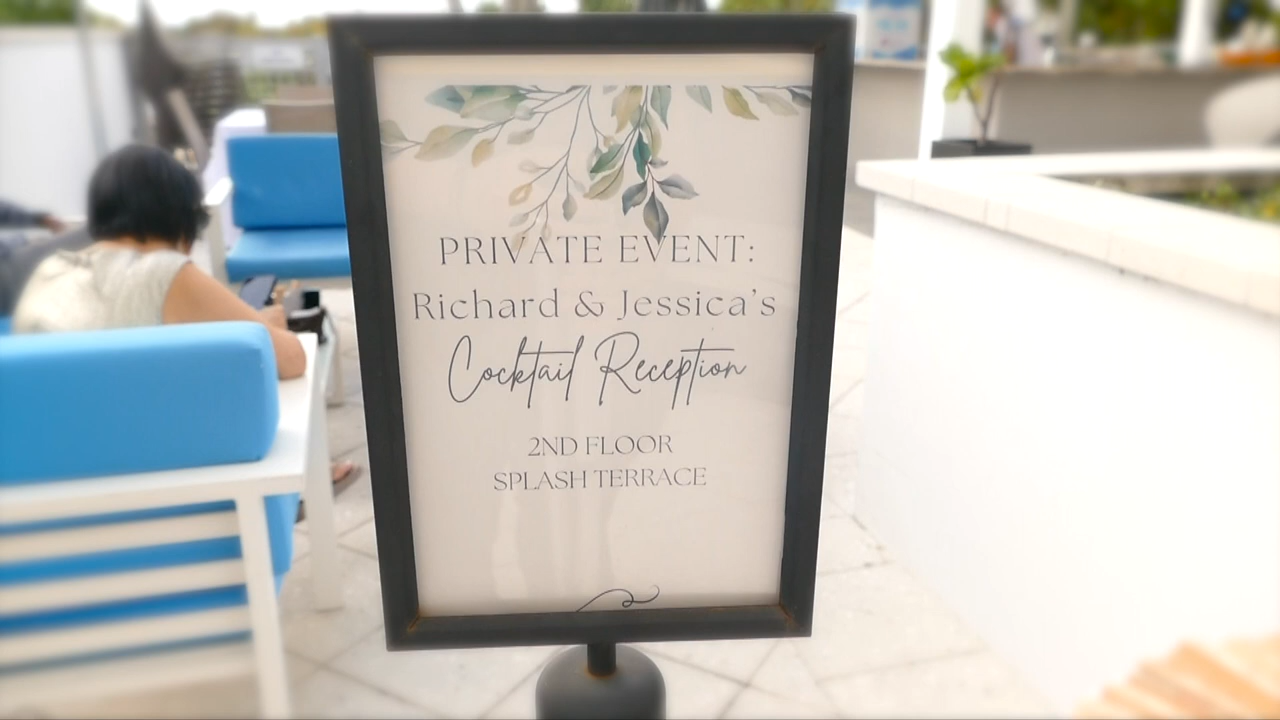 PRIVATE EVENT:
Richard & Jessica's
Cocktail Reception
2ND FLOOR
SPLASH TERRACE